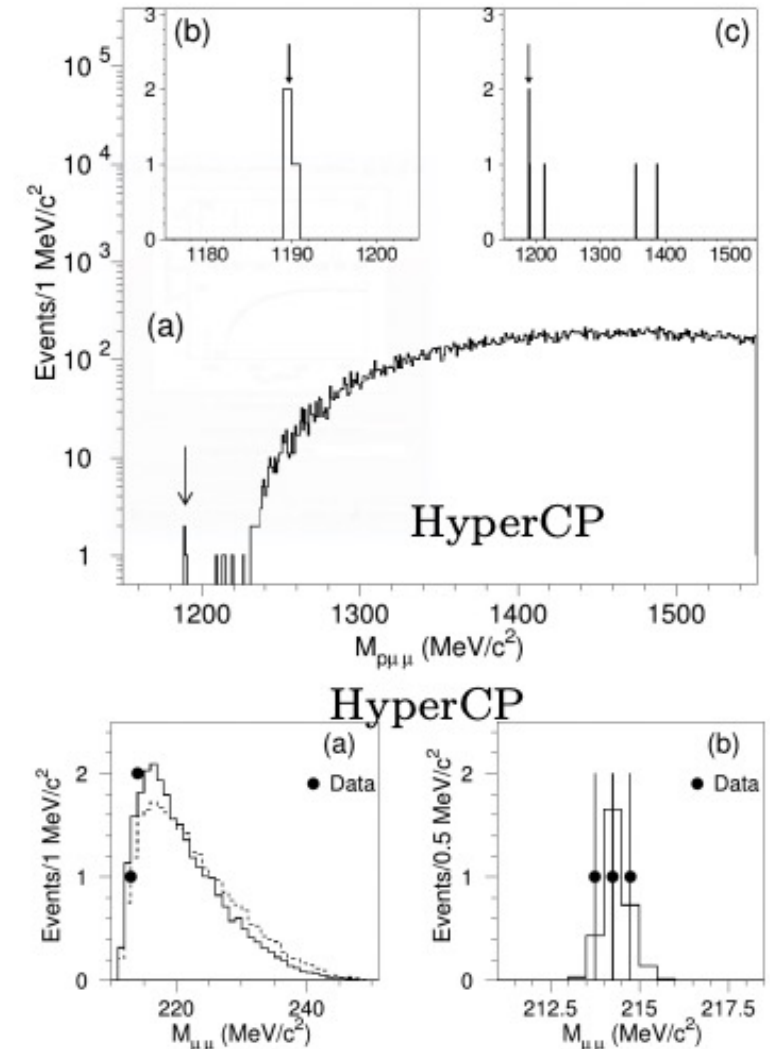 (b)
3
2
1
0
1180
1190
1200
(c)
3
2
1
0
1200
1300
1400
1500
Events/1 MeV/c²
10⁵
10⁴
10³
10²
10
1
(a)
HyperCP
1200
1300
1400
1500
M_pμμ (MeV/c²)
HyperCP
Events/1 MeV/c²
2
1
0
(a)
● Data
220
240
M_μμ (MeV/c²)
Events/0.5 MeV/c²
2
1
0
(b)
● Data
212.5
215
217.5
M_μμ (MeV/c²)